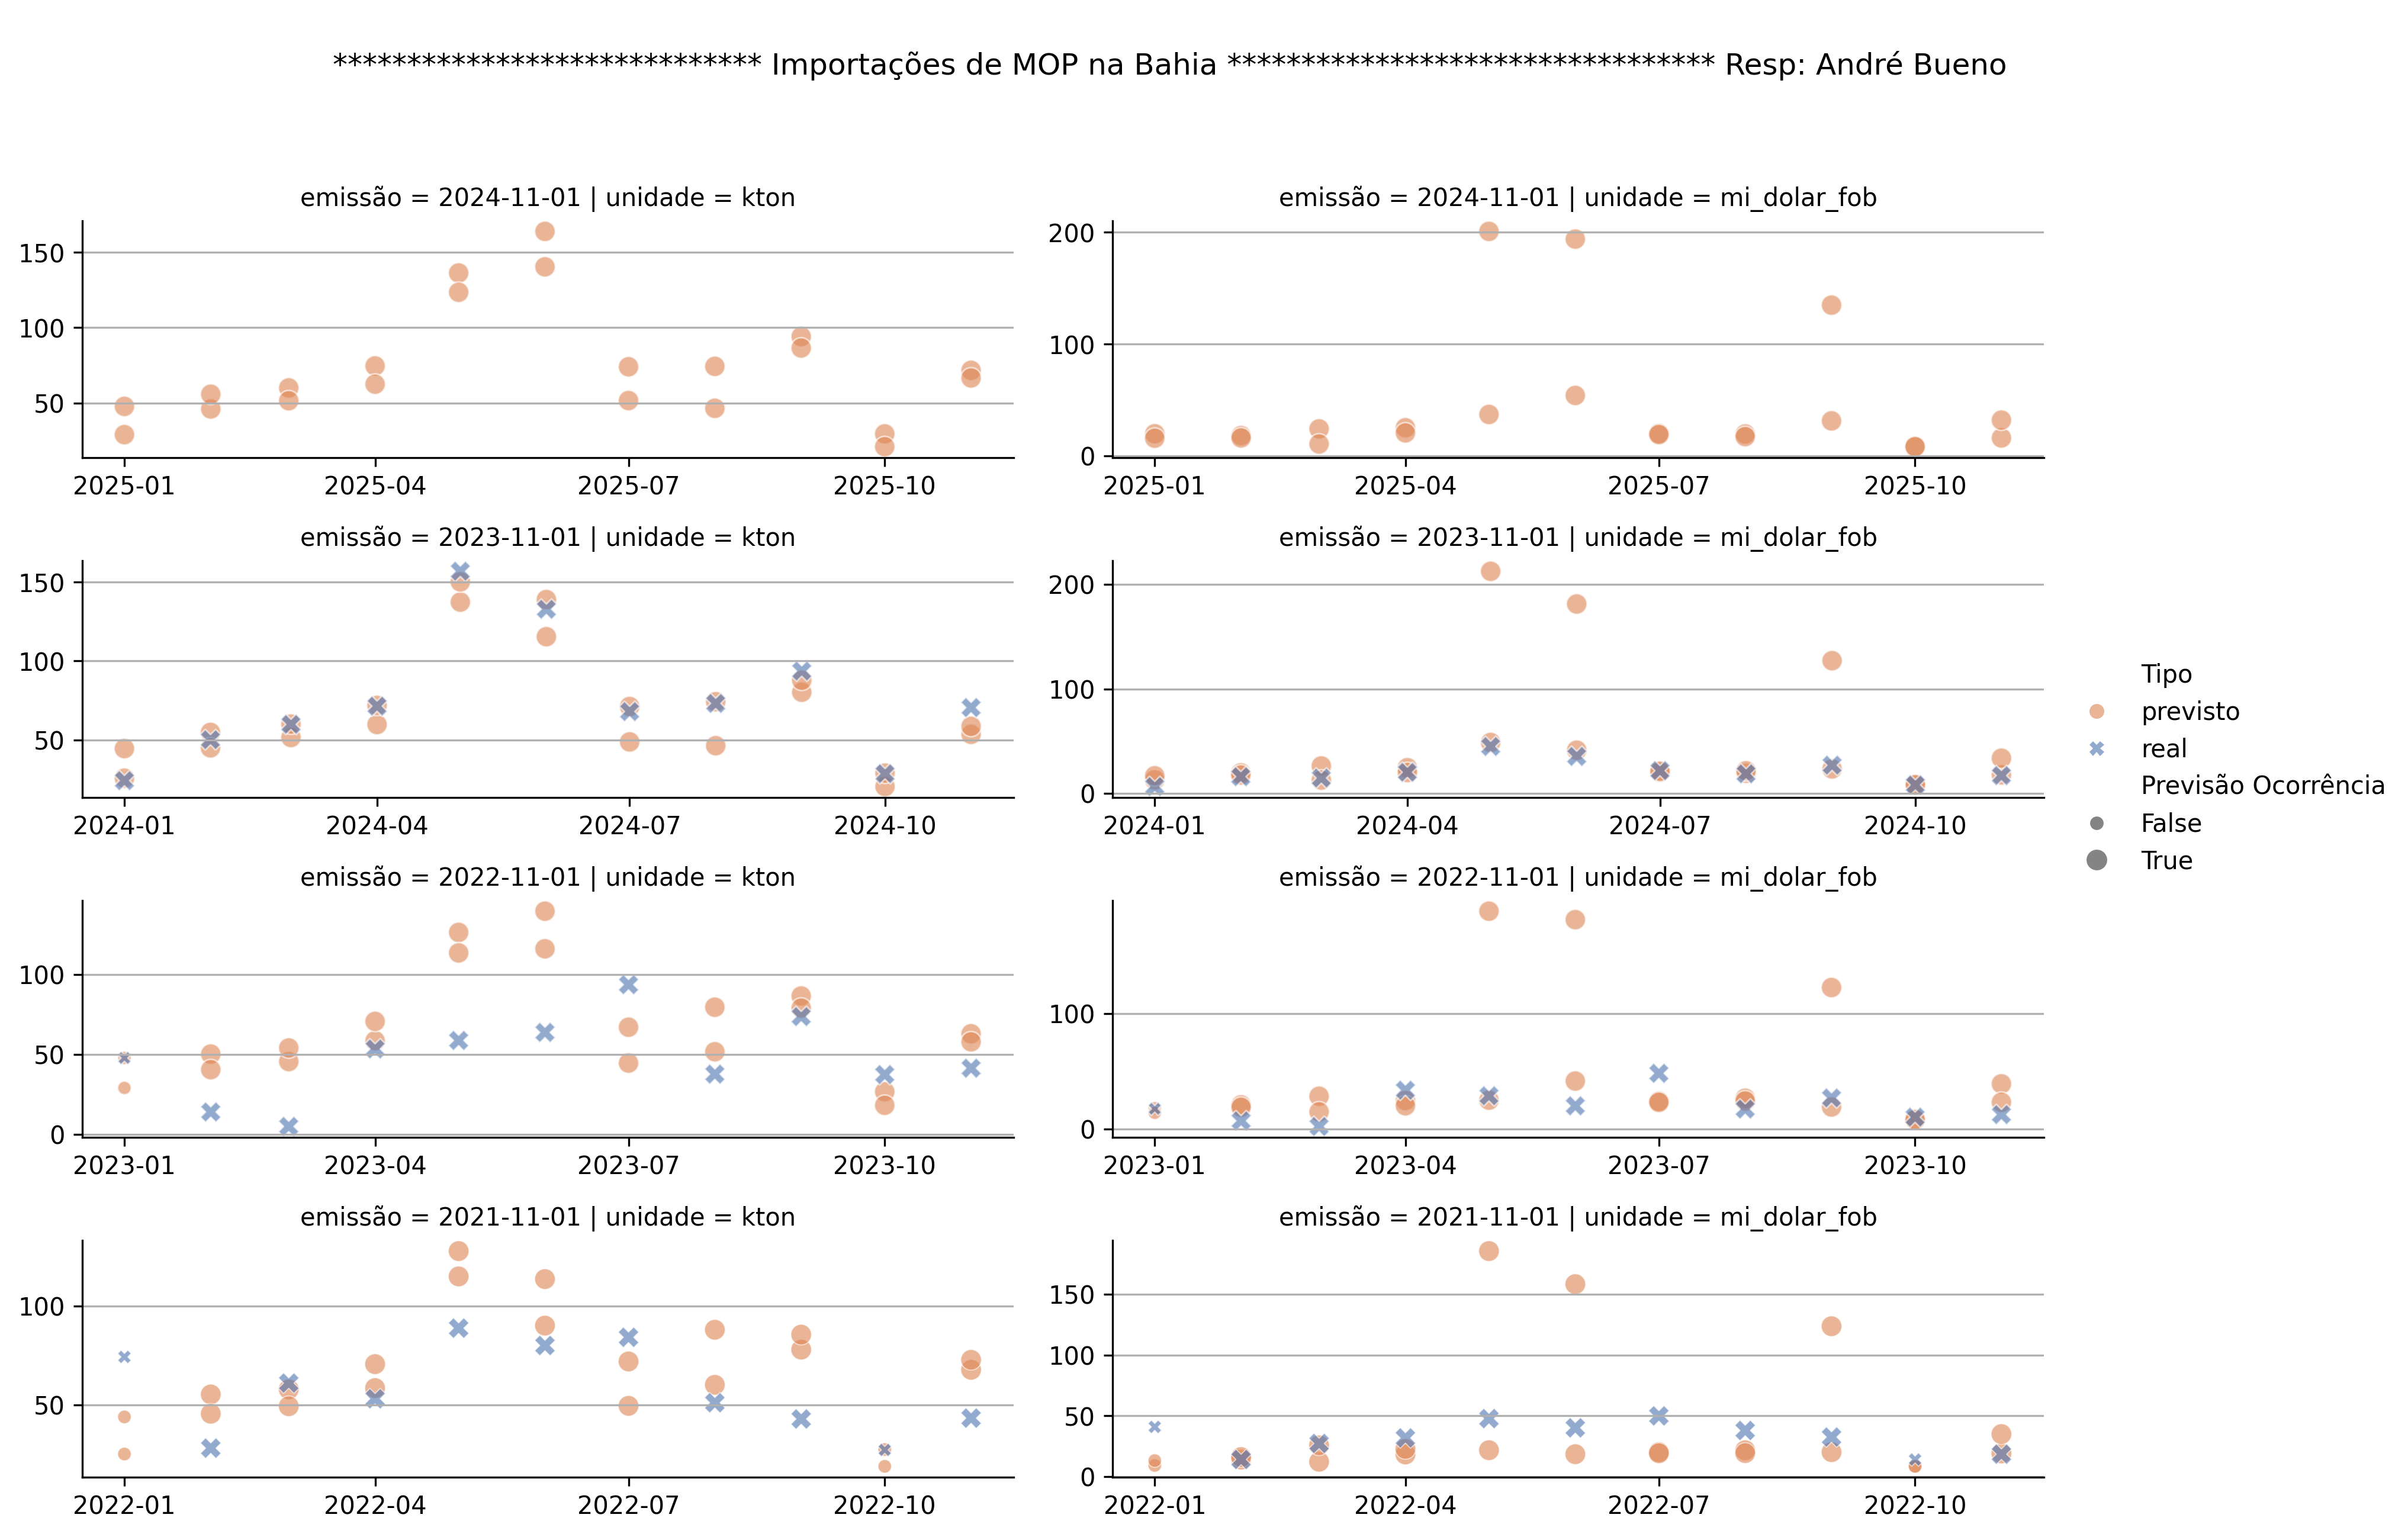 ***************************** Importações de MOP na Bahia ********************************* Resp: André Bueno
emissão = 2024-11-01 | unidade = kton
150
100
50
2025-01 2025-04 2025-07 2025-10
emissão = 2024-11-01 | unidade = mi_dolar_fob
200
100
0
2025-01 2025-04 2025-07 2025-10
emissão = 2023-11-01 | unidade = kton
150
100
50
2024-01 2024-04 2024-07 2024-10
emissão = 2023-11-01 | unidade = mi_dolar_fob
200
100
0
2024-01 2024-04 2024-07 2024-10
emissão = 2022-11-01 | unidade = kton
100
50
0
2023-01 2023-04 2023-07 2023-10
emissão = 2022-11-01 | unidade = mi_dolar_fob
100
0
2023-01 2023-04 2023-07 2023-10
emissão = 2021-11-01 | unidade = kton
100
50
2022-01 2022-04 2022-07 2022-10
emissão = 2021-11-01 | unidade = mi_dolar_fob
150
100
50
0
2022-01 2022-04 2022-07 2022-10
Tipo
previsto
real
Previsão Ocorrência
False
True